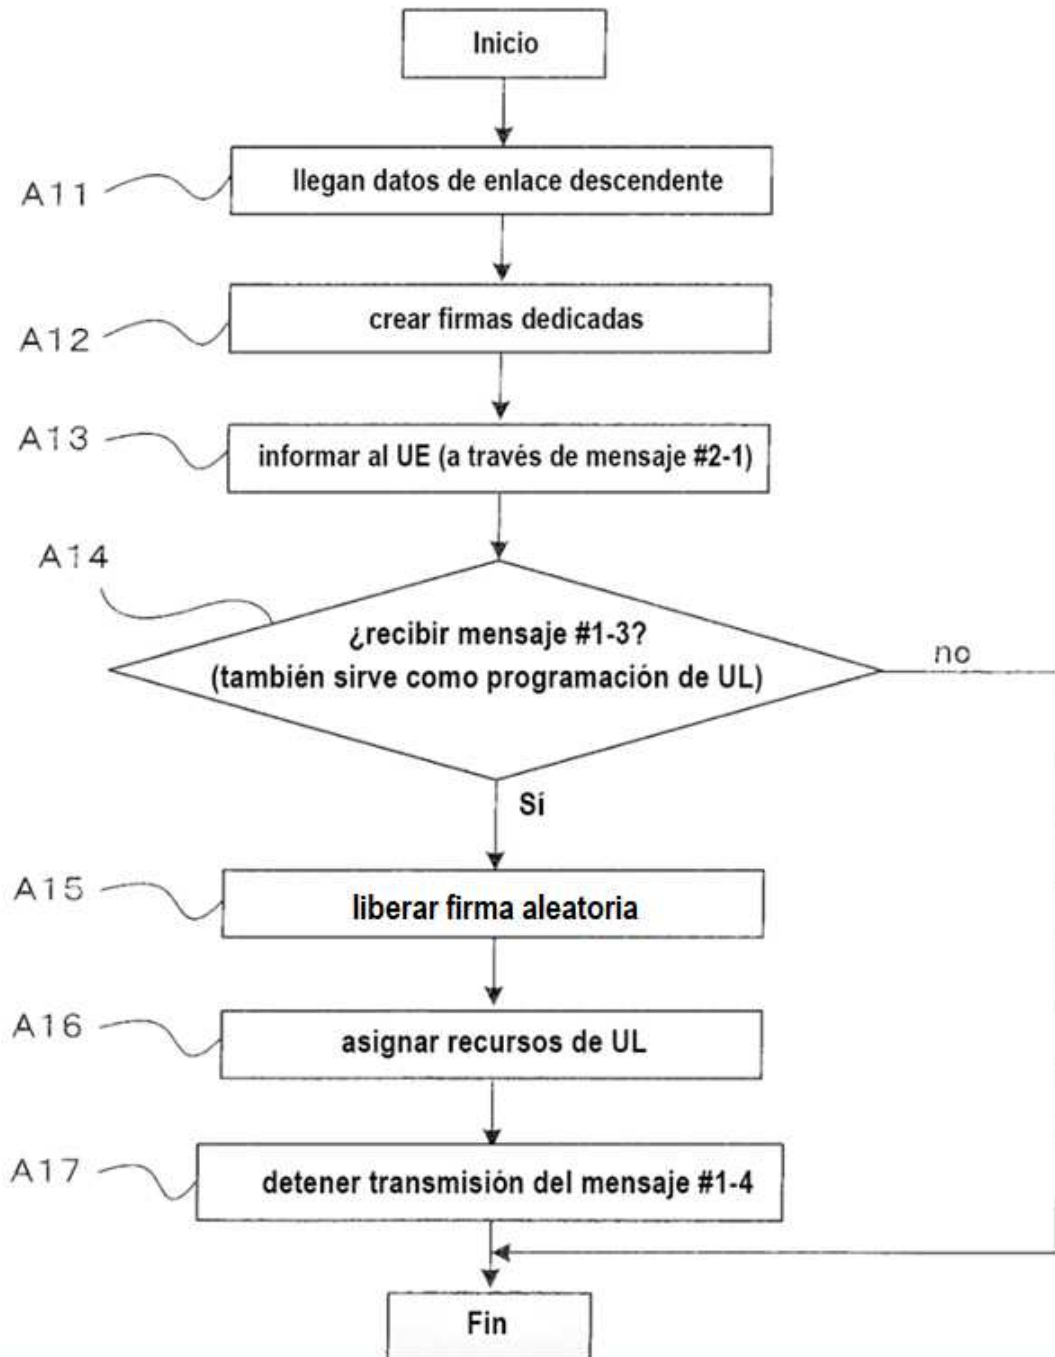 Inicio
A11
llegan datos de enlace descendente
A12
crear firmas dedicadas
A13
informar al UE (a través de mensaje #2-1)
A14
¿recibir mensaje #1-3?
(también sirve como programación de UL)
no
Sí
A15
liberar firma aleatoria
A16
asignar recursos de UL
A17
detener transmisión del mensaje #1-4
Fin